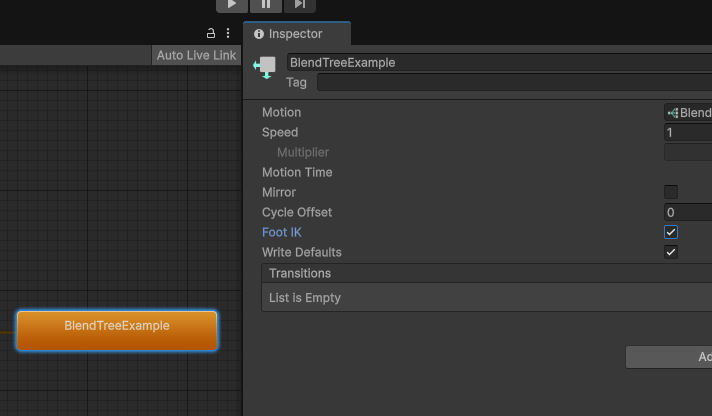 Inspector
Auto Live Link
BlendTreeExample
Tag
Motion
Blend
Speed
1
Multiplier
Motion Time
Mirror
Cycle Offset
0
Foot IK
Write Defaults
Transitions
List is Empty
BlendTreeExample